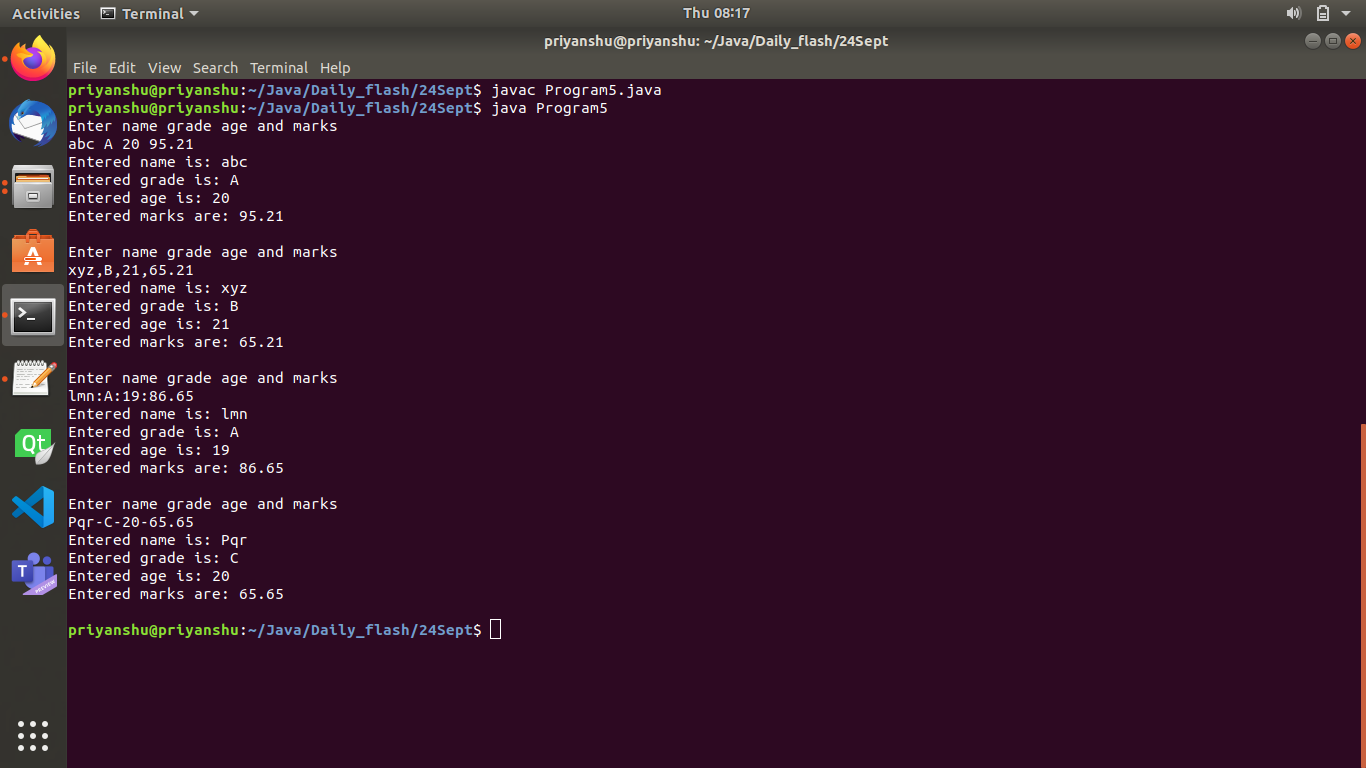 Activities Terminal Thu 08:17
priyanshu@priyanshu: ~/Java/Daily_flash/24Sept
File Edit View Search Terminal Help
priyanshu@priyanshu:~/Java/Daily_flash/24Sept$ javac Program5.java
priyanshu@priyanshu:~/Java/Daily_flash/24Sept$ java Program5
Enter name grade age and marks
abc A 20 95.21
Entered name is: abc
Entered grade is: A
Entered age is: 20
Entered marks are: 95.21
Enter name grade age and marks
xyz,B,21,65.21
Entered name is: xyz
Entered grade is: B
Entered age is: 21
Entered marks are: 65.21
Enter name grade age and marks
lmn:A:19:86.65
Entered name is: lmn
Entered grade is: A
Entered age is: 19
Entered marks are: 86.65
Enter name grade age and marks
Pqr-C-20-65.65
Entered name is: Pqr
Entered grade is: C
Entered age is: 20
Entered marks are: 65.65
priyanshu@priyanshu:~/Java/Daily_flash/24Sept$
Qt
T
PREVIEW